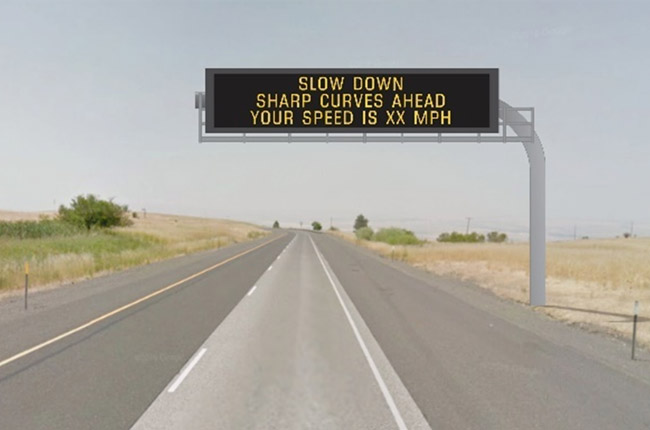 SLOW DOWN
SHARP CURVES AHEAD
YOUR SPEED IS XX MPH